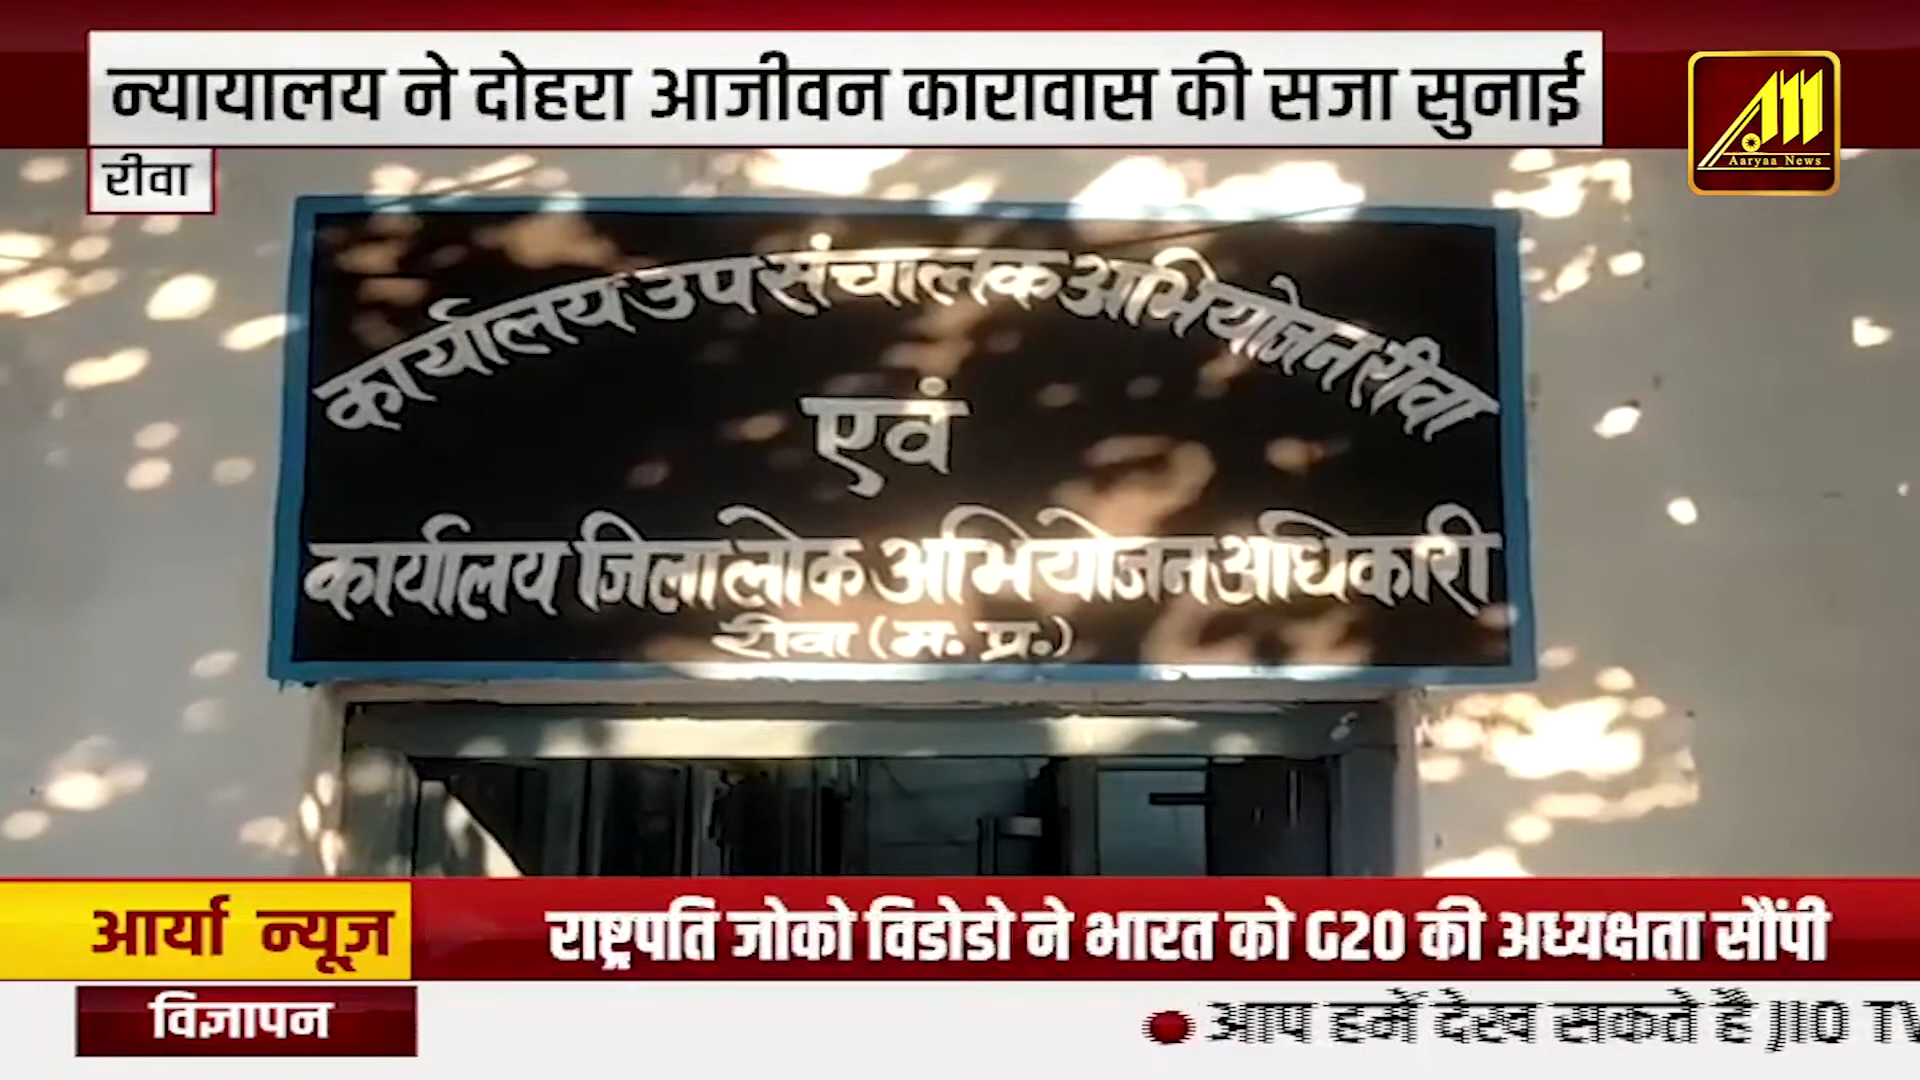 न्यायालय ने दोहरा आजीवन कारावास की सजा सुनाई
Aaryaa News
रीवा
कार्यालय उप संचालक अभियोजन रीवा
एवं
कार्यालय जिला लोक अभियोजन अधिकारी
रीवा (म. प्र.)
आर्या न्यूज़
राष्ट्रपति जोको विडोडो ने भारत को G20 की अध्यक्षता सौंपी
विज्ञापन
आप हमें देख सकते है JIO TV